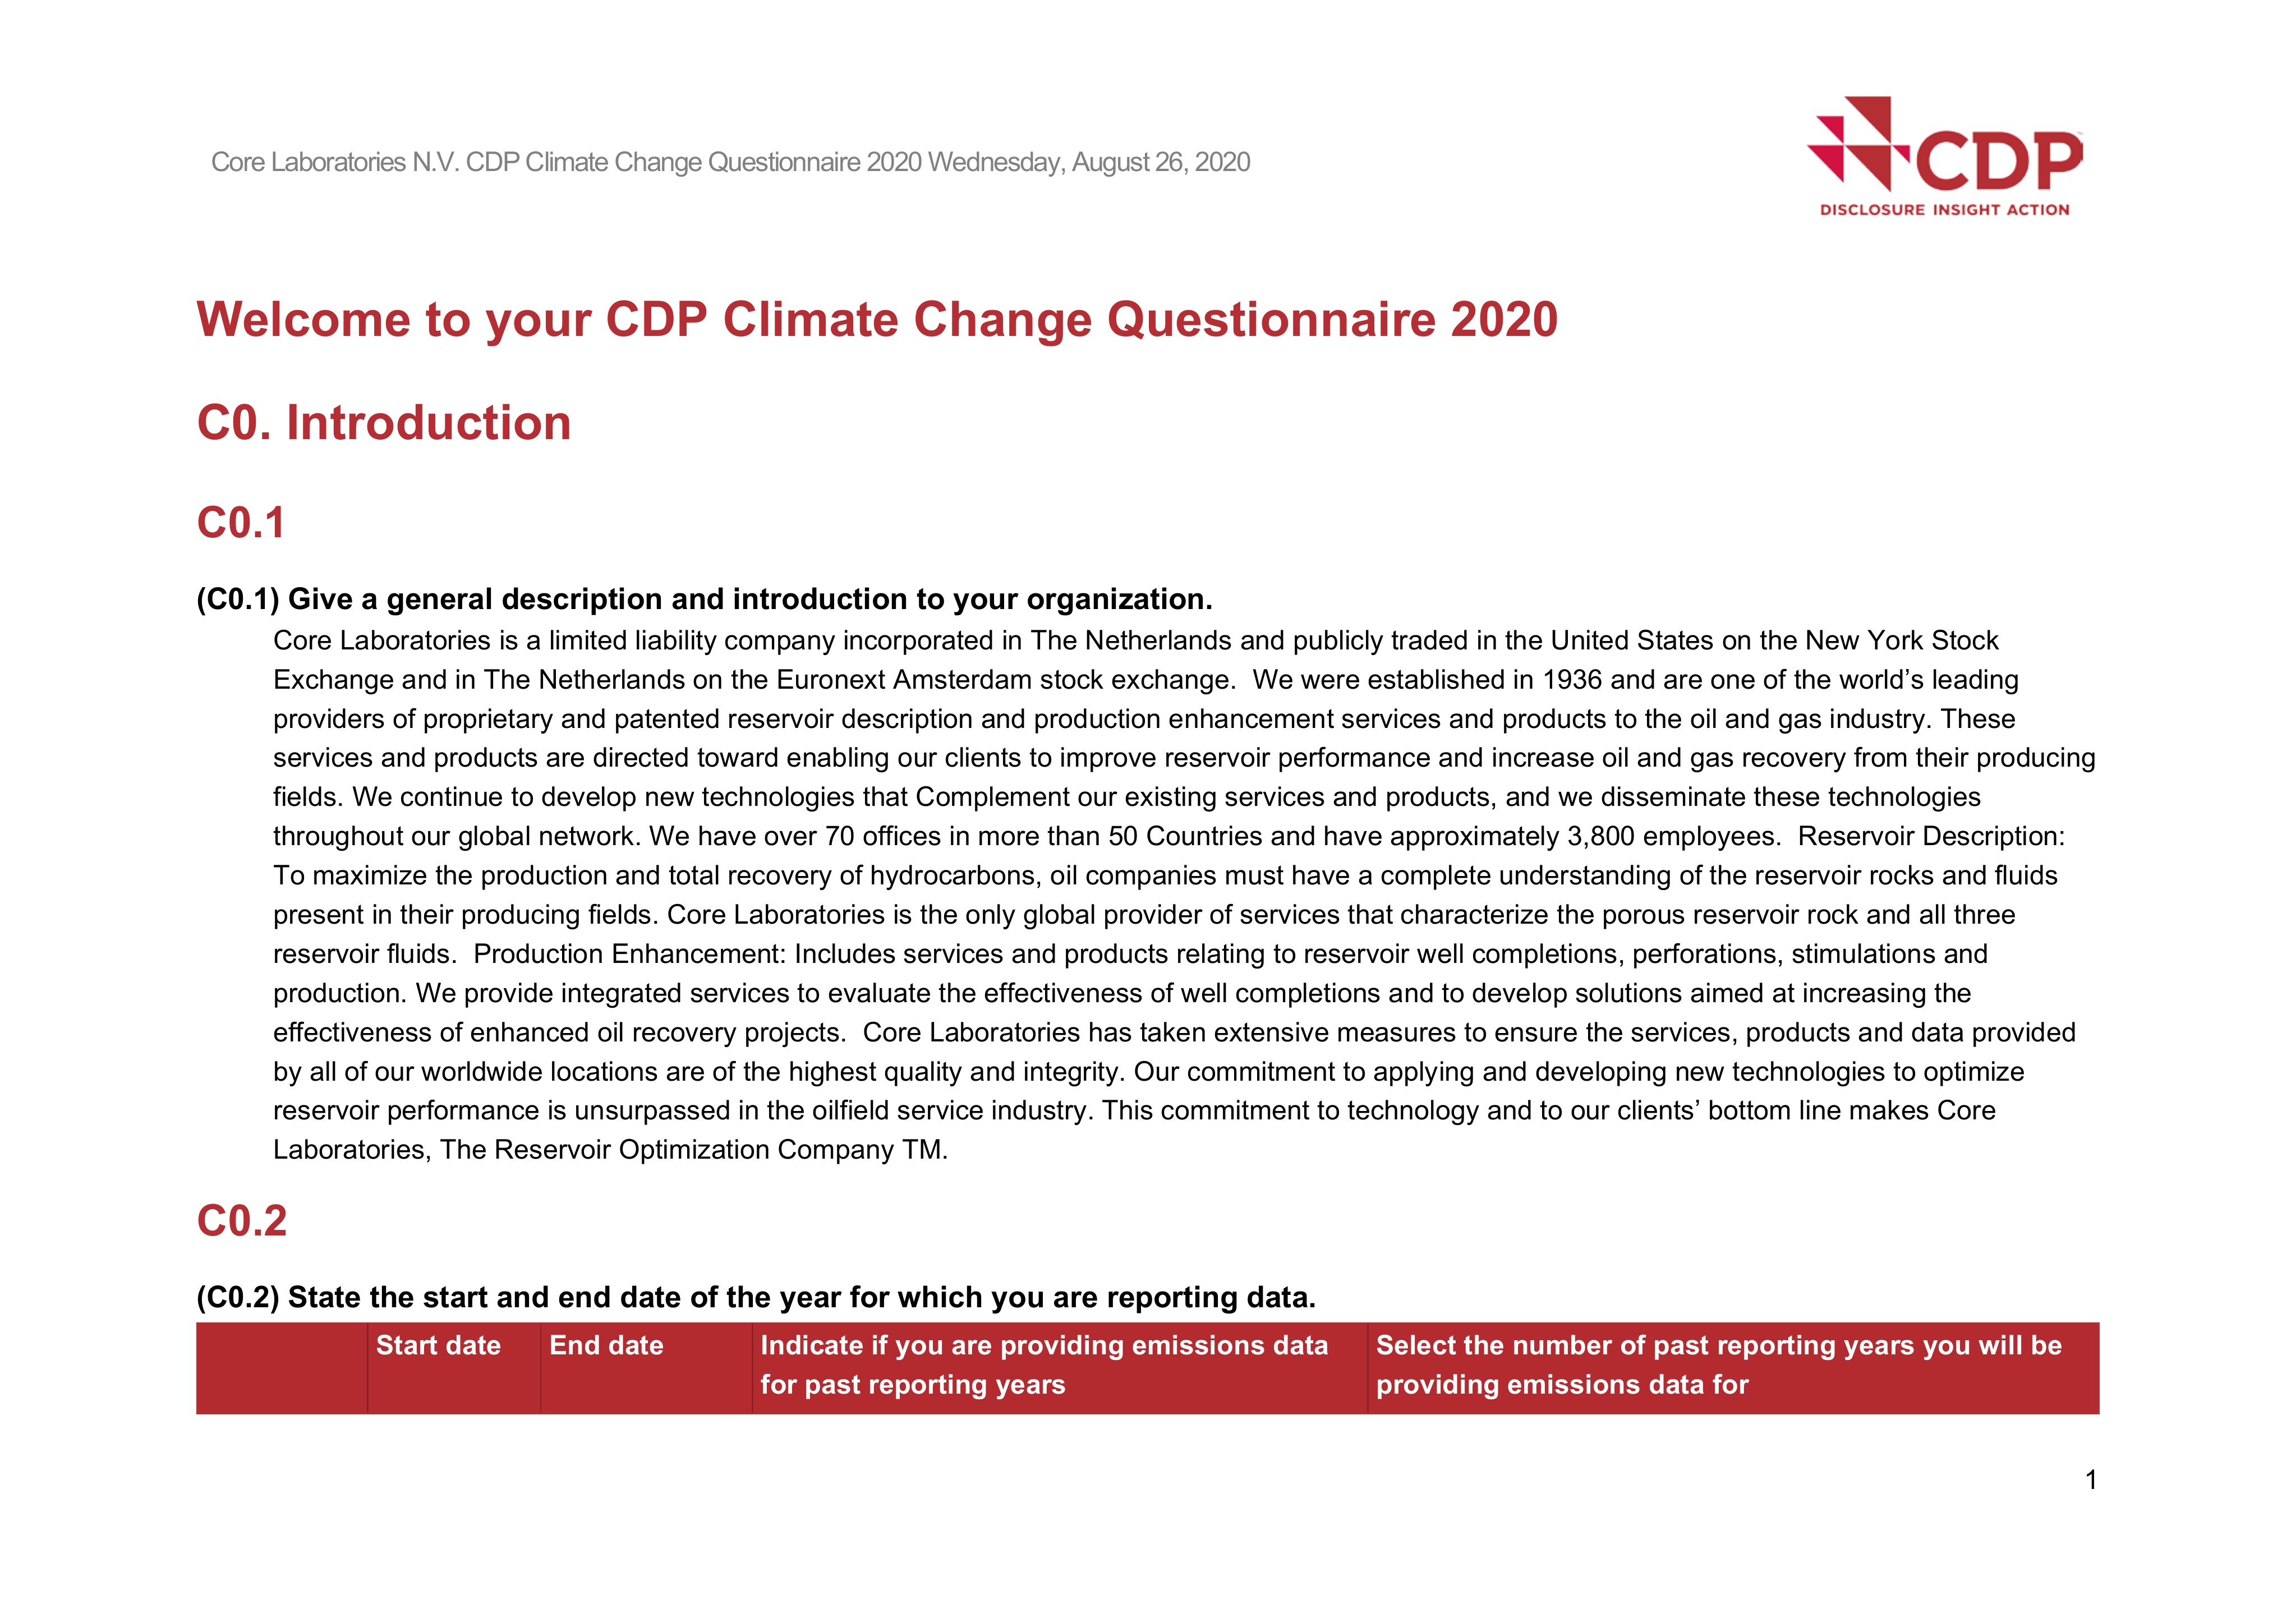 Core Laboratories N.V. CDP Climate Change Questionnaire 2020 Wednesday, August 26, 2020
CDP
DISCLOSURE INSIGHT ACTION
Welcome to your CDP Climate Change Questionnaire 2020
C0. Introduction
C0.1
(C0.1) Give a general description and introduction to your organization.
Core Laboratories is a limited liability company incorporated in The Netherlands and publicly traded in the United States on the New York Stock
Exchange and in The Netherlands on the Euronext Amsterdam stock exchange.  We were established in 1936 and are one of the world’s leading
providers of proprietary and patented reservoir description and production enhancement services and products to the oil and gas industry. These
services and products are directed toward enabling our clients to improve reservoir performance and increase oil and gas recovery from their producing
fields. We continue to develop new technologies that Complement our existing services and products, and we disseminate these technologies
throughout our global network. We have over 70 offices in more than 50 Countries and have approximately 3,800 employees.  Reservoir Description:
To maximize the production and total recovery of hydrocarbons, oil companies must have a complete understanding of the reservoir rocks and fluids
present in their producing fields. Core Laboratories is the only global provider of services that characterize the porous reservoir rock and all three
reservoir fluids.  Production Enhancement: Includes services and products relating to reservoir well completions, perforations, stimulations and
production. We provide integrated services to evaluate the effectiveness of well completions and to develop solutions aimed at increasing the
effectiveness of enhanced oil recovery projects.  Core Laboratories has taken extensive measures to ensure the services, products and data provided
by all of our worldwide locations are of the highest quality and integrity. Our commitment to applying and developing new technologies to optimize
reservoir performance is unsurpassed in the oilfield service industry. This commitment to technology and to our clients’ bottom line makes Core
Laboratories, The Reservoir Optimization Company TM.
C0.2
(C0.2) State the start and end date of the year for which you are reporting data.
Start date
End date
Indicate if you are providing emissions data
for past reporting years
Select the number of past reporting years you will be
providing emissions data for
1